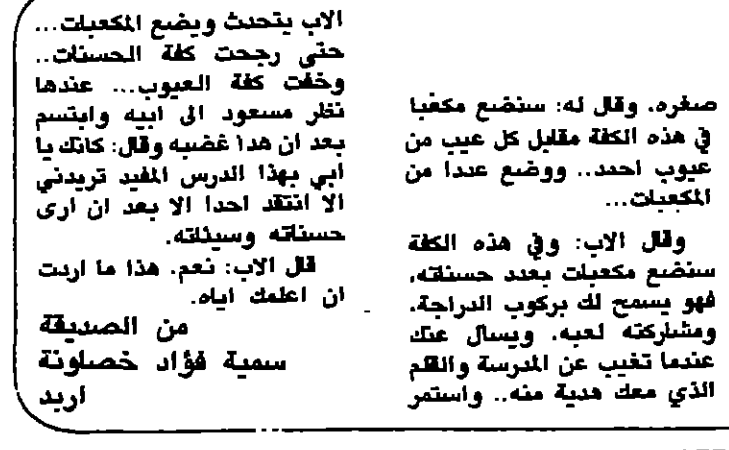 صغره. وقال له: سنضع مكعبا
في هذه الكفة مقابل كل عيب من
عيوب احمد.. ووضع عددا من
المكعبات...
وقال الاب: وفي هذه الكفة
سنضع مكعبات بعدد حسناته.
فهو يسمح لك بركوب الدراجة.
ومشاركته لعبه. ويسال عنك
عندما تغيب عن المدرسة والقلم
الذي معك هدية منه.. واستمر
الاب يتحدث ويضع المكعبات...
حتى رجحت كفة الحسنات..
وخفت كفة العيوب... عندها
نظر مسعود الى ابيه وابتسم
بعد ان هدا غضبه وقال: كانك يا
ابي بهذا الدرس المفيد تريدني
الا انتقد احدا الا بعد ان ارى
حسناته وسيئاته.
قال الاب: نعم. هذا ما اردت
ان اعلمك اياه.
من الصديقة
سمية فؤاد خصاونة
اربد